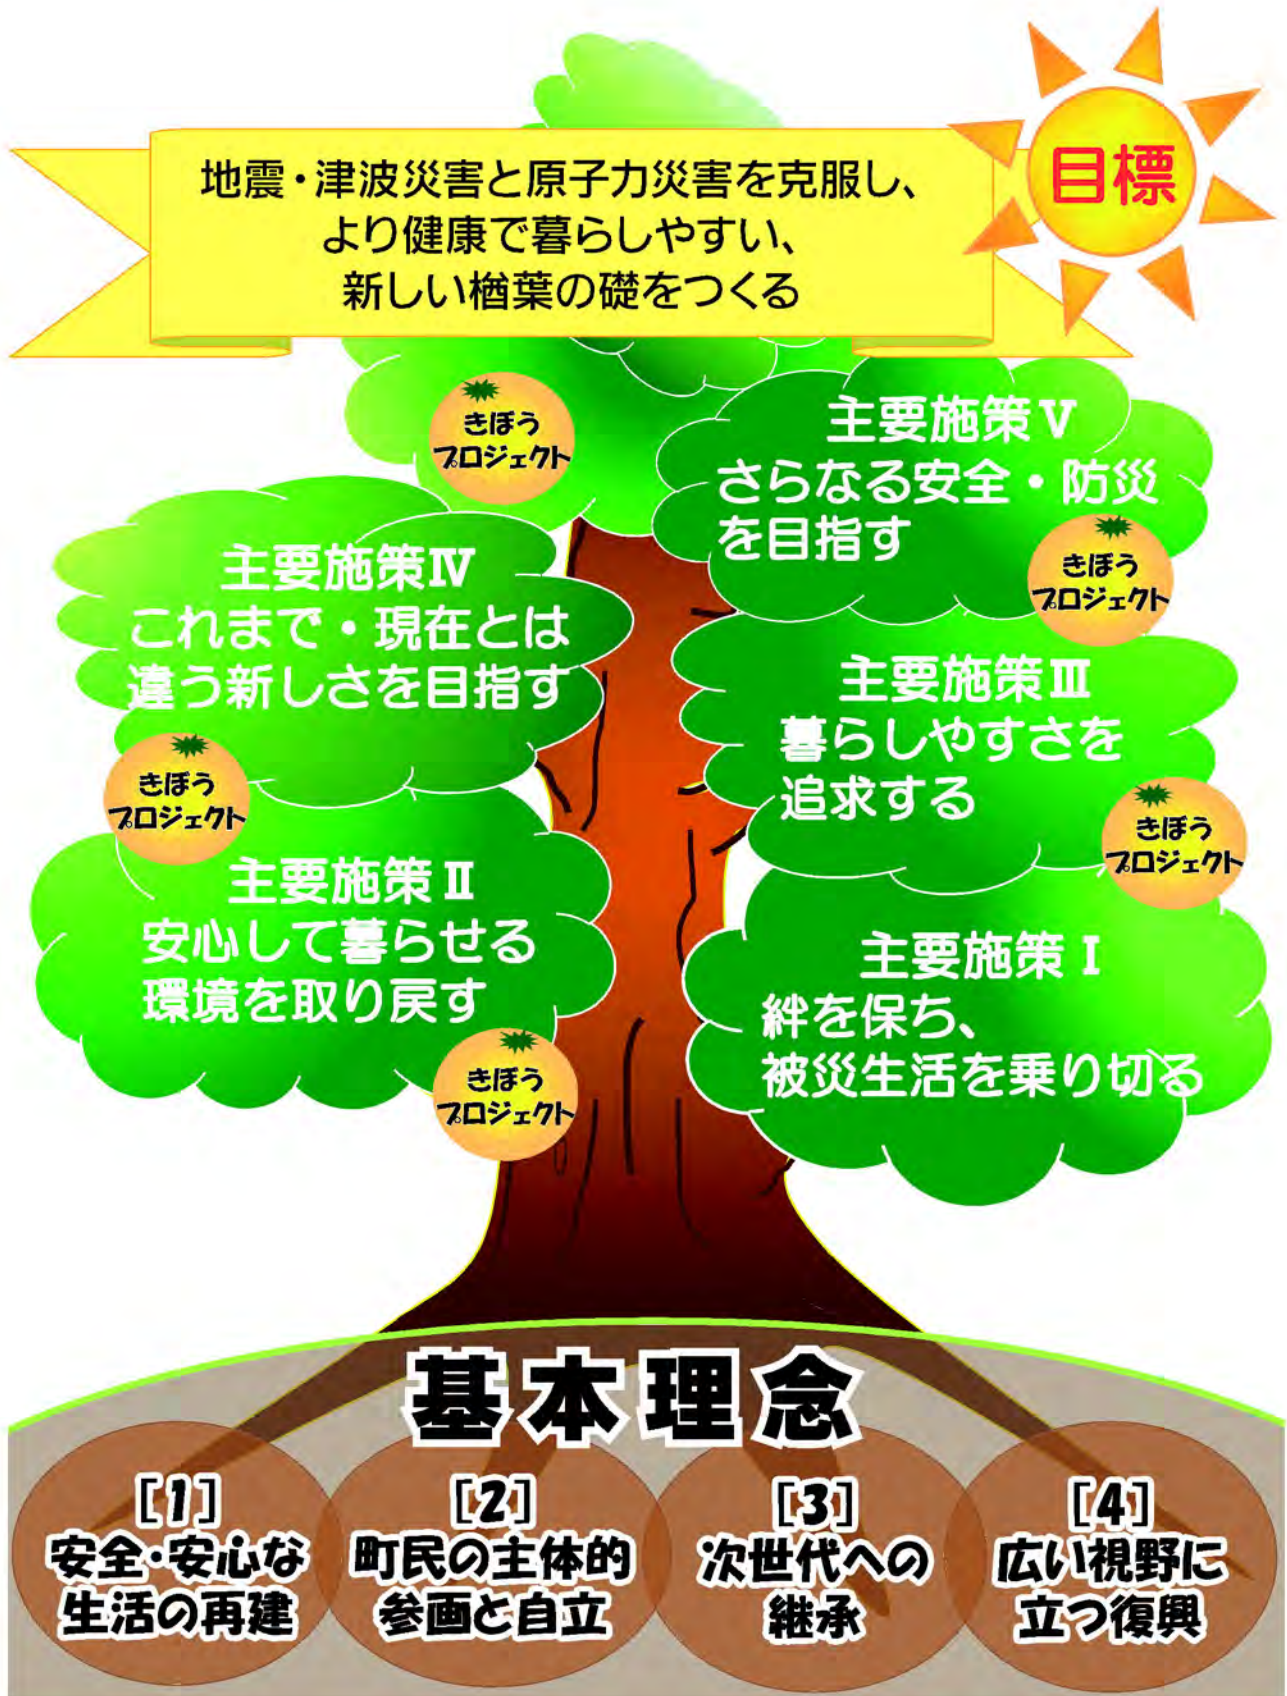 目標
地震・津波災害と原子力災害を克服し、
より健康で暮らしやすい、
新しい楢葉の礎をつくる
きぼう
プロジェクト
主要施策Ⅴ
さらなる安全・防災
を目指す
きぼう
プロジェクト
主要施策Ⅳ
これまで・現在とは
違う新しさを目指す
きぼう
プロジェクト
主要施策Ⅲ
暮らしやすさを
追求する
きぼう
プロジェクト
主要施策Ⅱ
安心して暮らせる
環境を取り戻す
きぼう
プロジェクト
主要施策Ⅰ
絆を保ち、
被災生活を乗り切る
基本理念
[1]
安全・安心な
生活の再建
[2]
町民の主体的
参画と自立
[3]
次世代への
継承
[4]
広い視野に
立つ復興